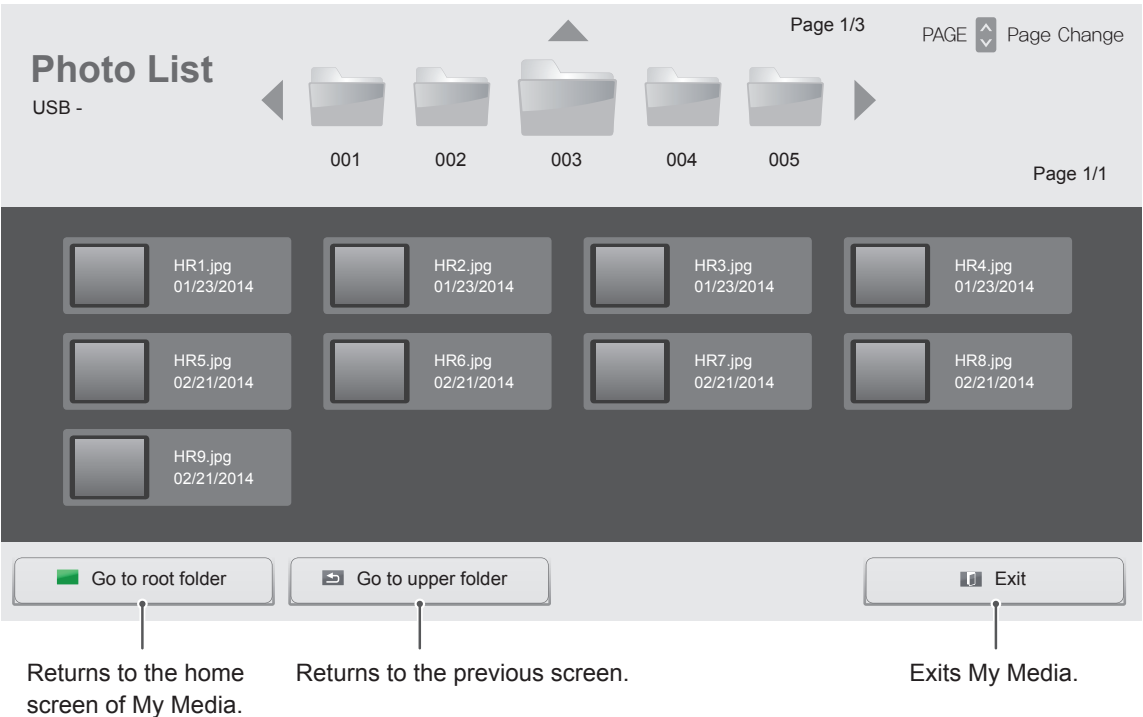 Page 1/3
PAGE Page Change
Photo List
USB -
001 002 003 004 005
Page 1/1
HR1.jpg
01/23/2014
HR2.jpg
01/23/2014
HR3.jpg
01/23/2014
HR4.jpg
01/23/2014
HR5.jpg
02/21/2014
HR6.jpg
02/21/2014
HR7.jpg
02/21/2014
HR8.jpg
02/21/2014
HR9.jpg
02/21/2014
Go to root folder
Go to upper folder
Exit
Returns to the home
screen of My Media.
Returns to the previous screen.
Exits My Media.